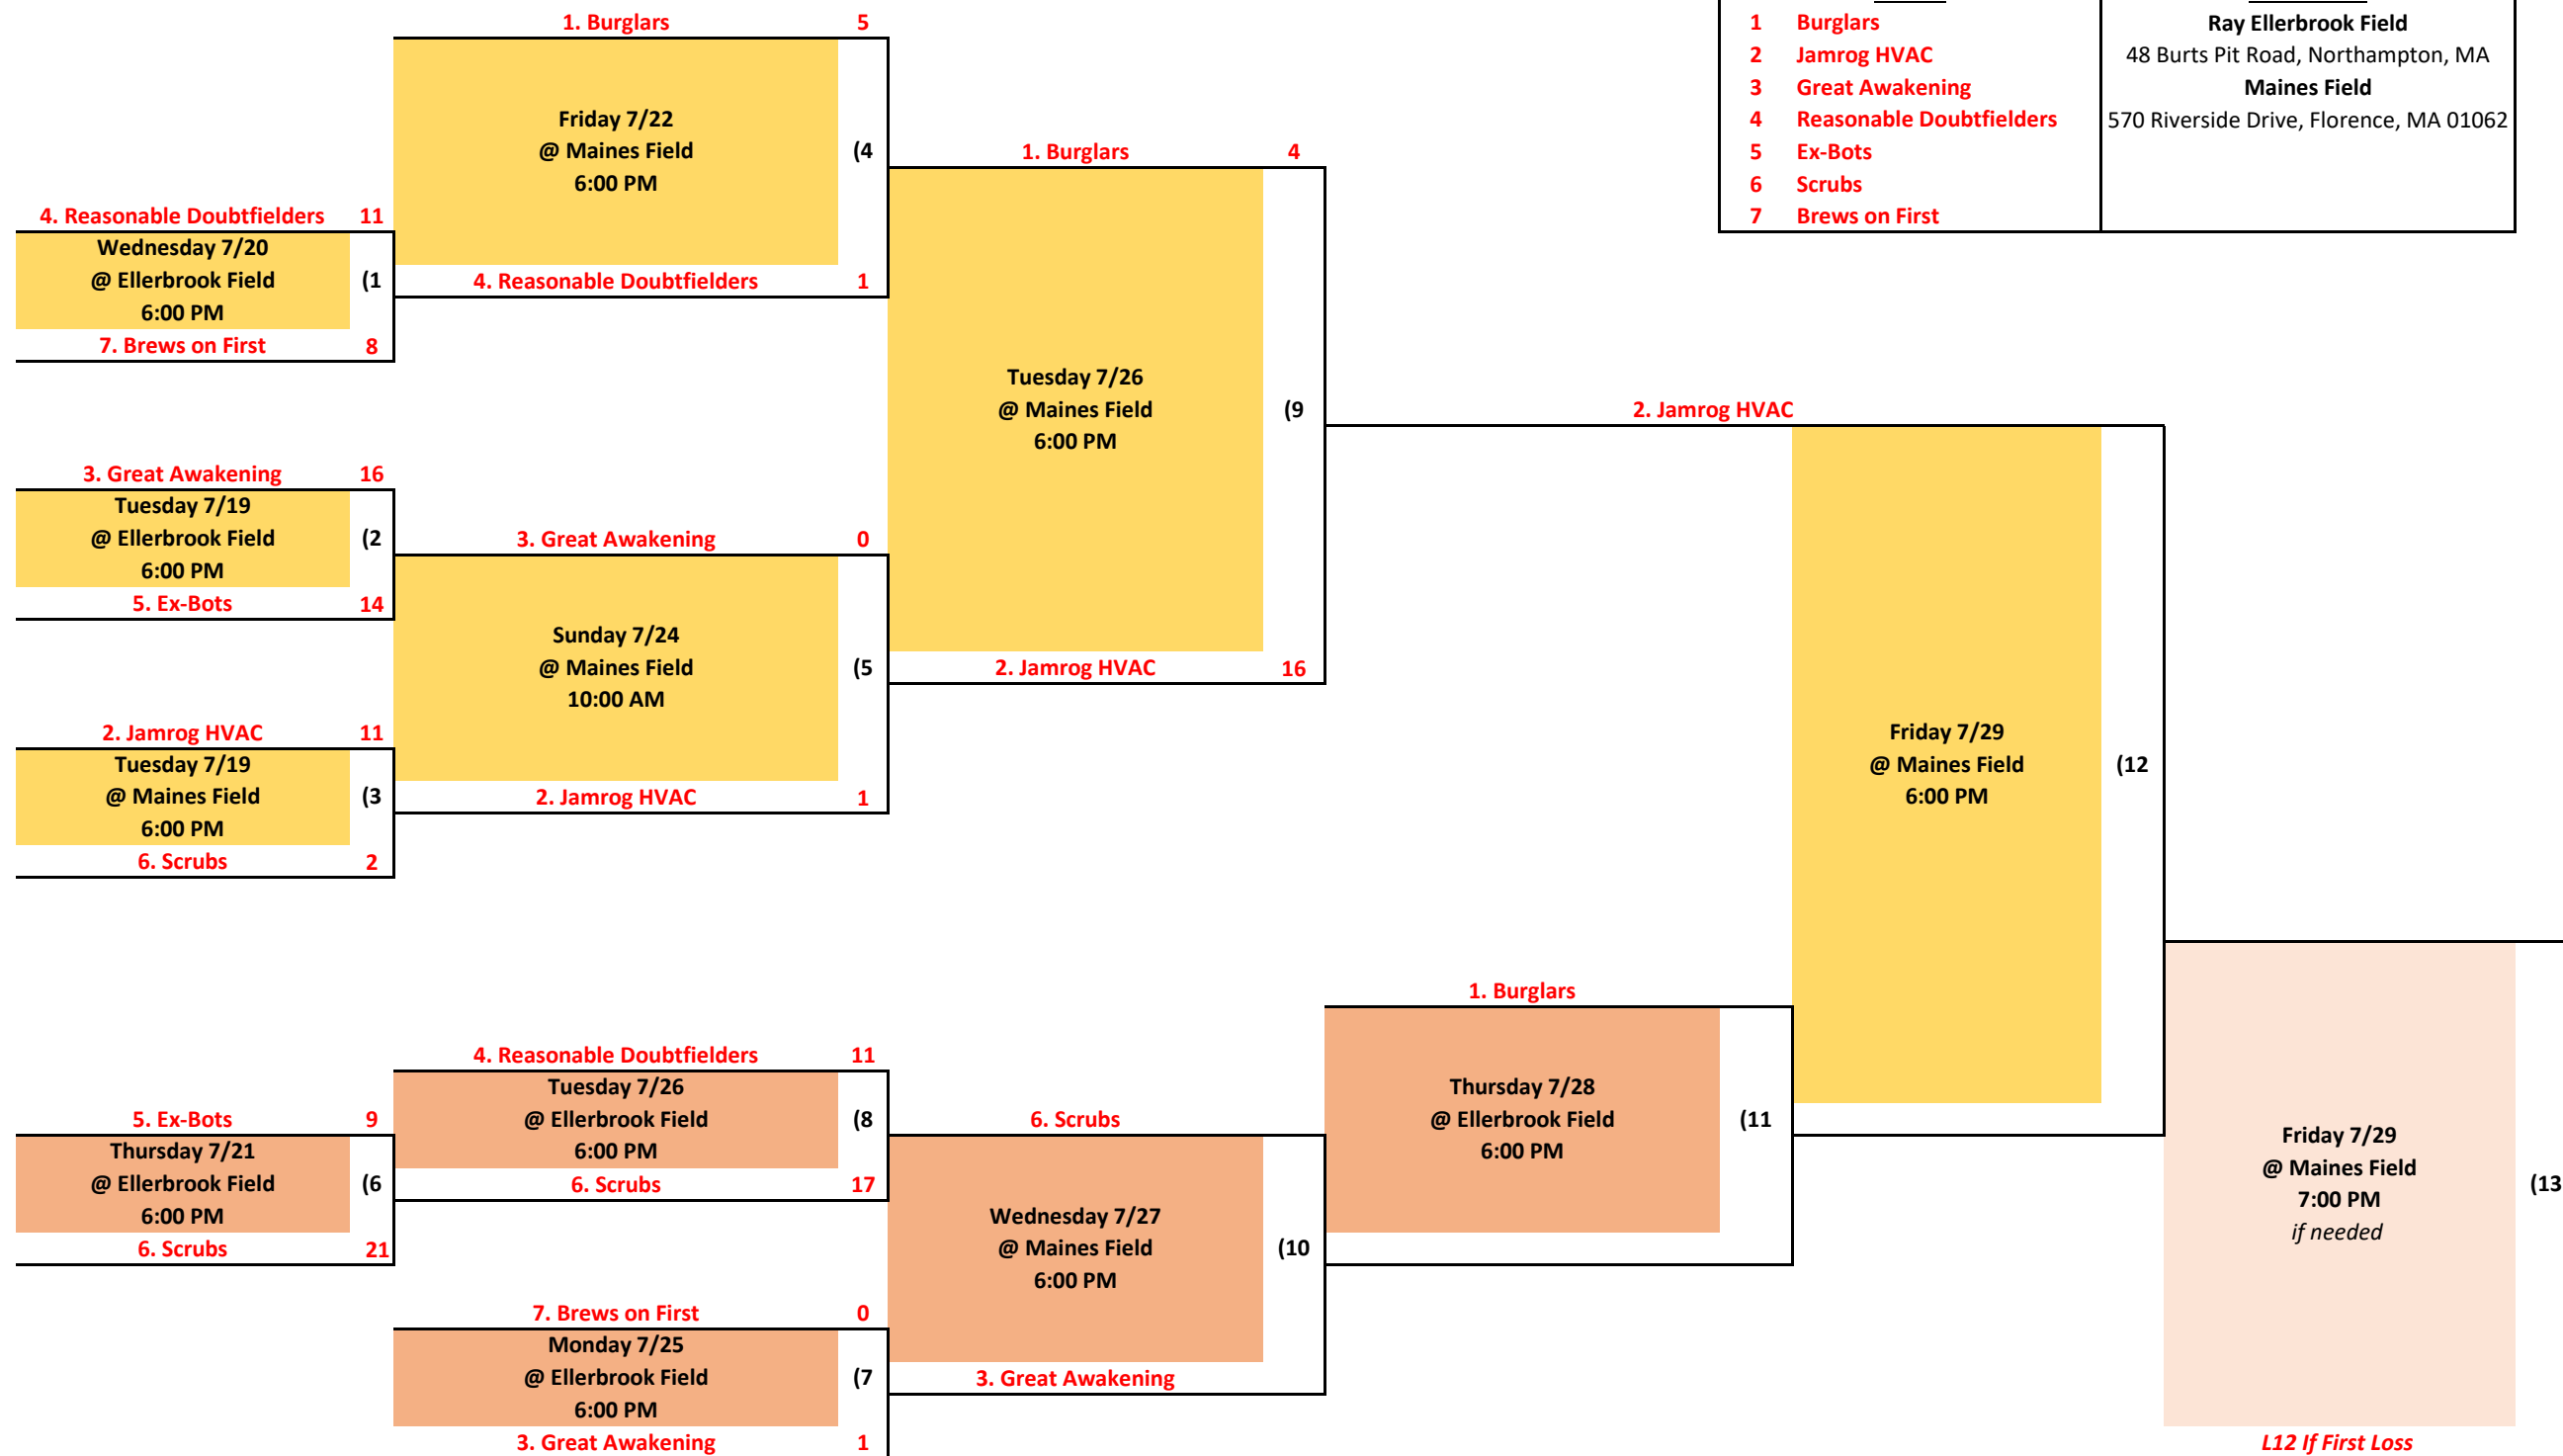 1. Burglars 5
Friday 7/22
@ Maines Field
6:00 PM
(4
4. Reasonable Doubtfielders 1
4. Reasonable Doubtfielders 11
Wednesday 7/20
@ Ellerbrook Field
6:00 PM
(1
7. Brews on First 8
3. Great Awakening 16
Tuesday 7/19
@ Ellerbrook Field
6:00 PM
(2
5. Ex-Bots 14
3. Great Awakening 0
Sunday 7/24
@ Maines Field
10:00 AM
(5
2. Jamrog HVAC 1
2. Jamrog HVAC 11
Tuesday 7/19
@ Maines Field
6:00 PM
(3
6. Scrubs 2
1. Burglars 4
Tuesday 7/26
@ Maines Field
6:00 PM
(9
2. Jamrog HVAC 16
1 Burglars
2 Jamrog HVAC
3 Great Awakening
4 Reasonable Doubtfielders
5 Ex-Bots
6 Scrubs
7 Brews on First
Ray Ellerbrook Field
48 Burts Pit Road, Northampton, MA
Maines Field
570 Riverside Drive, Florence, MA 01062
2. Jamrog HVAC
Friday 7/29
@ Maines Field
6:00 PM
(12
5. Ex-Bots 9
Thursday 7/21
@ Ellerbrook Field
6:00 PM
(6
6. Scrubs 21
4. Reasonable Doubtfielders 11
Tuesday 7/26
@ Ellerbrook Field
6:00 PM
(8
6. Scrubs 17
7. Brews on First 0
Monday 7/25
@ Ellerbrook Field
6:00 PM
(7
3. Great Awakening 1
6. Scrubs
Wednesday 7/27
@ Maines Field
6:00 PM
(10
3. Great Awakening
1. Burglars
Thursday 7/28
@ Ellerbrook Field
6:00 PM
(11
Friday 7/29
@ Maines Field
7:00 PM
if needed
(13
L12 If First Loss